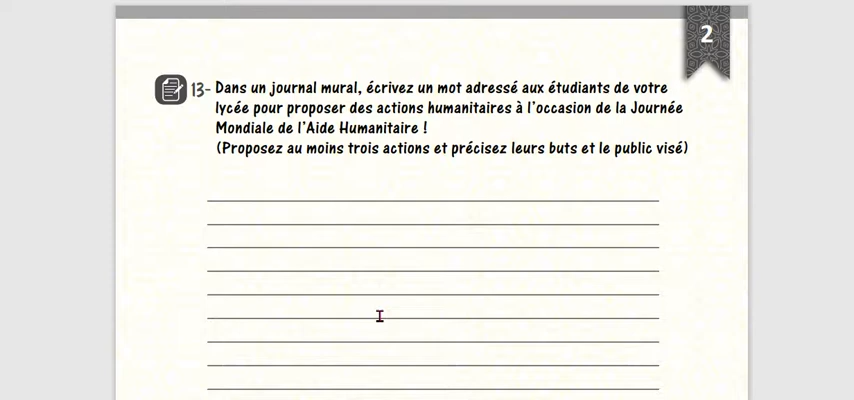 2
13- Dans un journal mural, écrivez un mot adressé aux étudiants de votre
lycée pour proposer des actions humanitaires à l'occasion de la Journée
Mondiale de l'Aide Humanitaire !
(Proposez au moins trois actions et précisez leurs buts et le public visé)